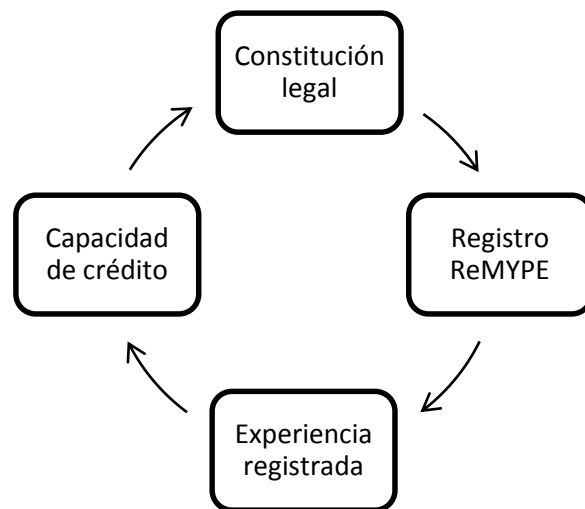 Constitución
legal
Registro
ReMYPE
Experiencia
registrada
Capacidad
de crédito